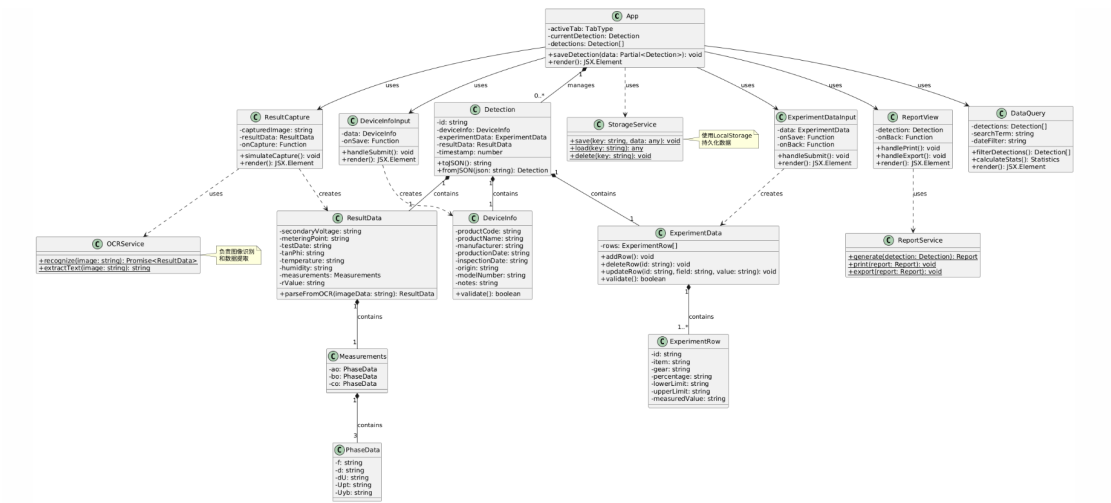 C App
-activeTab: TabType
-currentDetection: Detection
-detections: Detection[]
+saveDetection(data: Partial<Detection>): void
+render(): JSX.Element
uses
uses
1
manages
0..*
uses
uses
uses
uses
C ResultCapture
-capturedImage: string
-resultData: ResultData
-onCapture: Function
+simulateCapture(): void
+render(): JSX.Element
C DeviceInfoInput
-data: DeviceInfo
-onSave: Function
+handleSubmit(): void
+render(): JSX.Element
C Detection
-id: string
-deviceInfo: DeviceInfo
-experimentData: ExperimentData
-resultData: ResultData
-timestamp: number
+toJSON(): string
+fromJSON(json: string): Detection
C StorageService
+save(key: string, data: any): void
+load(key: string): any
+delete(key: string): void
使用LocalStorage
持久化数据
C ExperimentDataInput
-data: ExperimentData
-onSave: Function
-onBack: Function
+handleSubmit(): void
+render(): JSX.Element
C ReportView
-detection: Detection
-onBack: Function
+handlePrint(): void
+handleExport(): void
+render(): JSX.Element
C DataQuery
-detections: Detection[]
-searchTerm: string
-dateFilter: string
+filterDetections(): Detection[]
+calculateStats(): Statistics
+render(): JSX.Element
uses
creates
creates
1
contains
1
1
contains
1
1
contains
1
creates
uses
C OCRService
+recognize(image: string): Promise<ResultData>
+extractText(image: string): string
负责图像识别
和数据提取
C ResultData
-secondaryVoltage: string
-meteringPoint: string
-testDate: string
-tanPhi: string
-temperature: string
-humidity: string
-measurements: Measurements
-rValue: string
+parseFromOCR(imageData: string): ResultData
C DeviceInfo
-productCode: string
-productName: string
-manufacturer: string
-productionDate: string
-inspectionDate: string
-origin: string
-modelNumber: string
-notes: string
+validate(): boolean
C ExperimentData
-rows: ExperimentRow[]
+addRow(): void
+deleteRow(id: string): void
+updateRow(id: string, field: string, value: string): void
+validate(): boolean
C ReportService
+generate(detection: Detection): Report
+print(report: Report): void
+export(report: Report): void
1
contains
1
1
contains
1..*
C Measurements
-ao: PhaseData
-bo: PhaseData
-co: PhaseData
C ExperimentRow
-id: string
-item: string
-gear: string
-percentage: string
-lowerLimit: string
-upperLimit: string
-measuredValue: string
1
contains
3
C PhaseData
-f: string
-d: string
-dU: string
-Upt: string
-Uyb: string